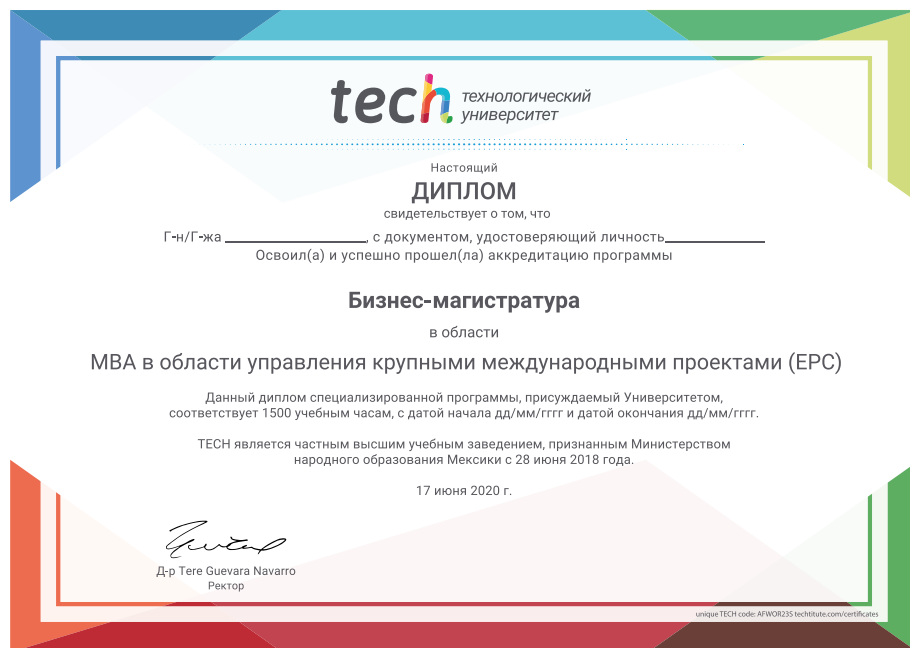 tech технологический
университет
Настоящий
ДИПЛОМ
свидетельствует о том, что
Г-н/Г-жа ________________, с документом, удостоверяющий личность____________
Освоил(а) и успешно прошел(ла) аккредитацию программы
Бизнес-магистратура
в области
MBA в области управления крупными международными проектами (EPC)
Данный диплом специализированной программы, присуждаемый Университетом,
соответствует 1500 учебным часам, с датой начала дд/мм/гггг и датой окончания дд/мм/гггг.
TECH является частным высшим учебным заведением, признанным Министерством
народного образования Мексики с 28 июня 2018 года.
17 июня 2020 г.
Д-р Tere Guevara Navarro
Ректор
unique TECH code: AFWOR23S techtitute.com/certificates